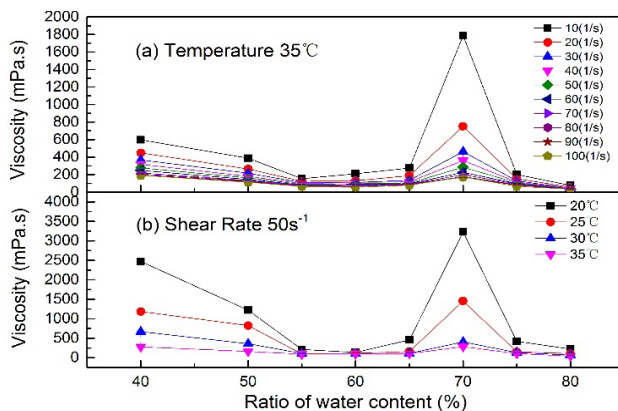 2000
1800
1600
1400
1200
1000
800
600
400
200
0
Viscosity (mPa.s)
(a) Temperature 35℃
10(1/s)
20(1/s)
30(1/s)
40(1/s)
50(1/s)
60(1/s)
70(1/s)
80(1/s)
90(1/s)
100(1/s)
4000
3500
3000
2500
2000
1500
1000
500
0
Viscosity (mPa.s)
(b) Shear Rate 50s⁻¹
20℃
25℃
30℃
35℃
40 50 60 70 80
Ratio of water content (%)